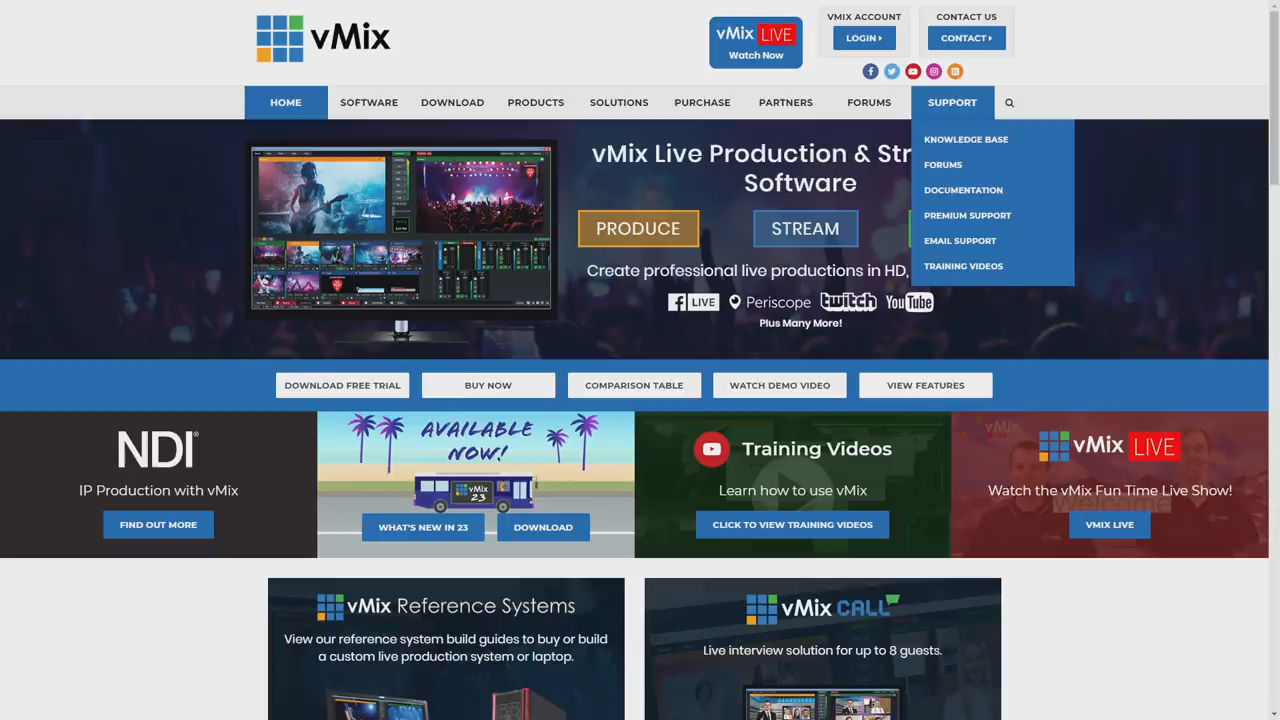 vMix
vMix LIVE
Watch Now
VMIX ACCOUNT
LOGIN
CONTACT US
CONTACT
HOME
SOFTWARE
DOWNLOAD
PRODUCTS
SOLUTIONS
PURCHASE
PARTNERS
FORUMS
SUPPORT
KNOWLEDGE BASE
FORUMS
DOCUMENTATION
PREMIUM SUPPORT
EMAIL SUPPORT
TRAINING VIDEOS
vMix Live Production & Str
Software
PRODUCE
STREAM
Create professional live productions in HD,
LIVE
Periscope
twitch
YouTube
Plus Many More!
DOWNLOAD FREE TRIAL
BUY NOW
COMPARISON TABLE
WATCH DEMO VIDEO
VIEW FEATURES
NDI®
IP Production with vMix
FIND OUT MORE
AVAILABLE
NOW!
vMix
23
WHAT'S NEW IN 23
DOWNLOAD
Training Videos
Learn how to use vMix
CLICK TO VIEW TRAINING VIDEOS
vMix
vMix LIVE
Watch the vMix Fun Time Live Show!
Welcome
VMIX LIVE
vMix Reference Systems
View our reference system build guides to buy or build
a custom live production system or laptop.
vMix CALL
Live interview solution for up to 8 guests.